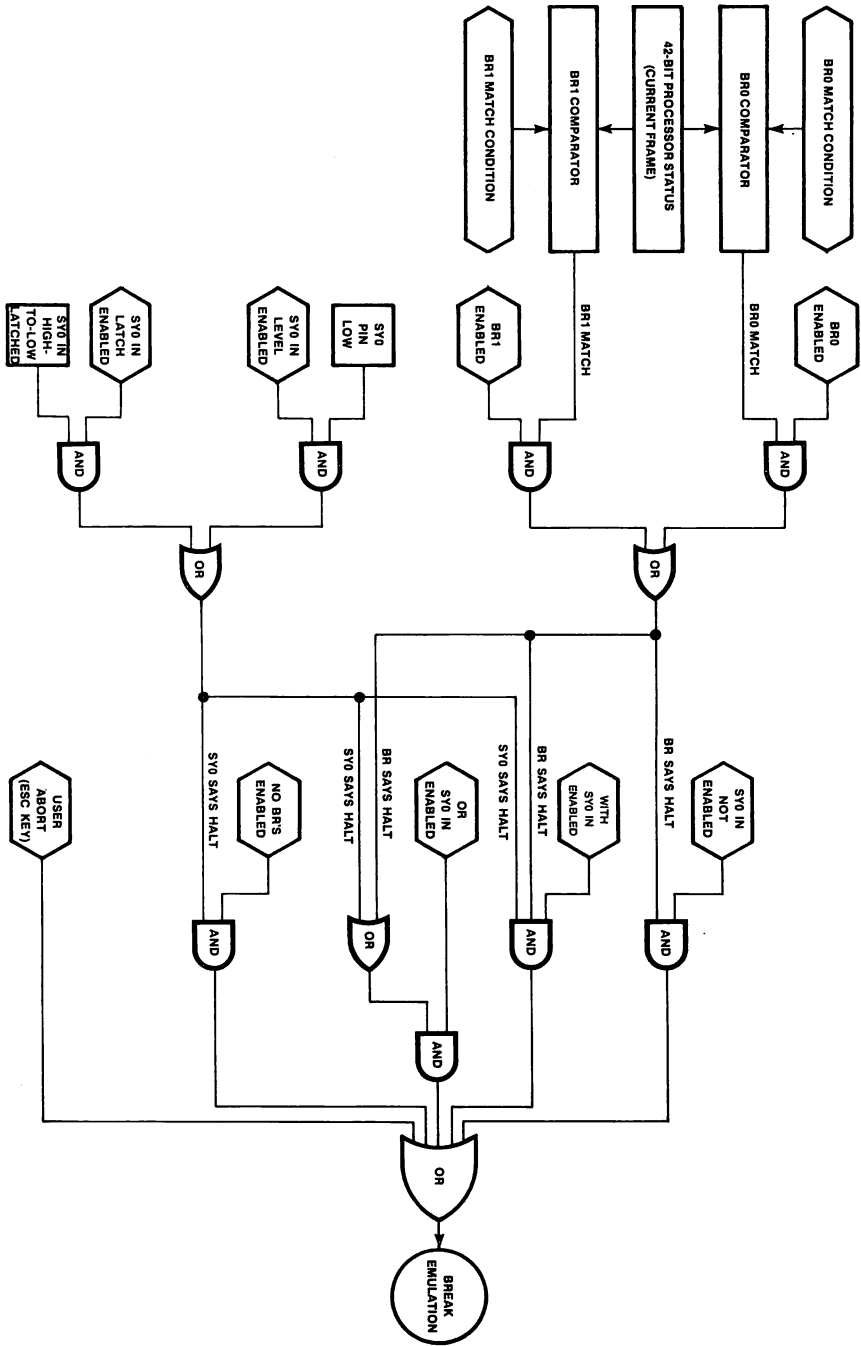 BR0 MATCH CONDITION
BR0 COMPARATOR
42-BIT PROCESSOR STATUS
(CURRENT FRAME)
BR1 COMPARATOR
BR1 MATCH CONDITION
BR0
ENABLED
BR0 MATCH
BR1 MATCH
BR1
ENABLED
SY0
PIN
LOW
SY0 IN
LEVEL
ENABLED
SY0 IN
LATCH
ENABLED
SY0 IN
HIGH-
TO-LOW
LATCHED
AND
AND
AND
AND
OR
OR
SY0 IN
NOT
ENABLED
BR SAYS HALT
WITH
SY0 IN
ENABLED
BR SAYS HALT
SY0 SAYS HALT
OR
SY0 IN
ENABLED
BR SAYS HALT
SY0 SAYS HALT
NO BR'S
ENABLED
SY0 SAYS HALT
USER
ABORT
(ESC KEY)
AND
AND
OR
AND
AND
OR
BREAK
EMULATION